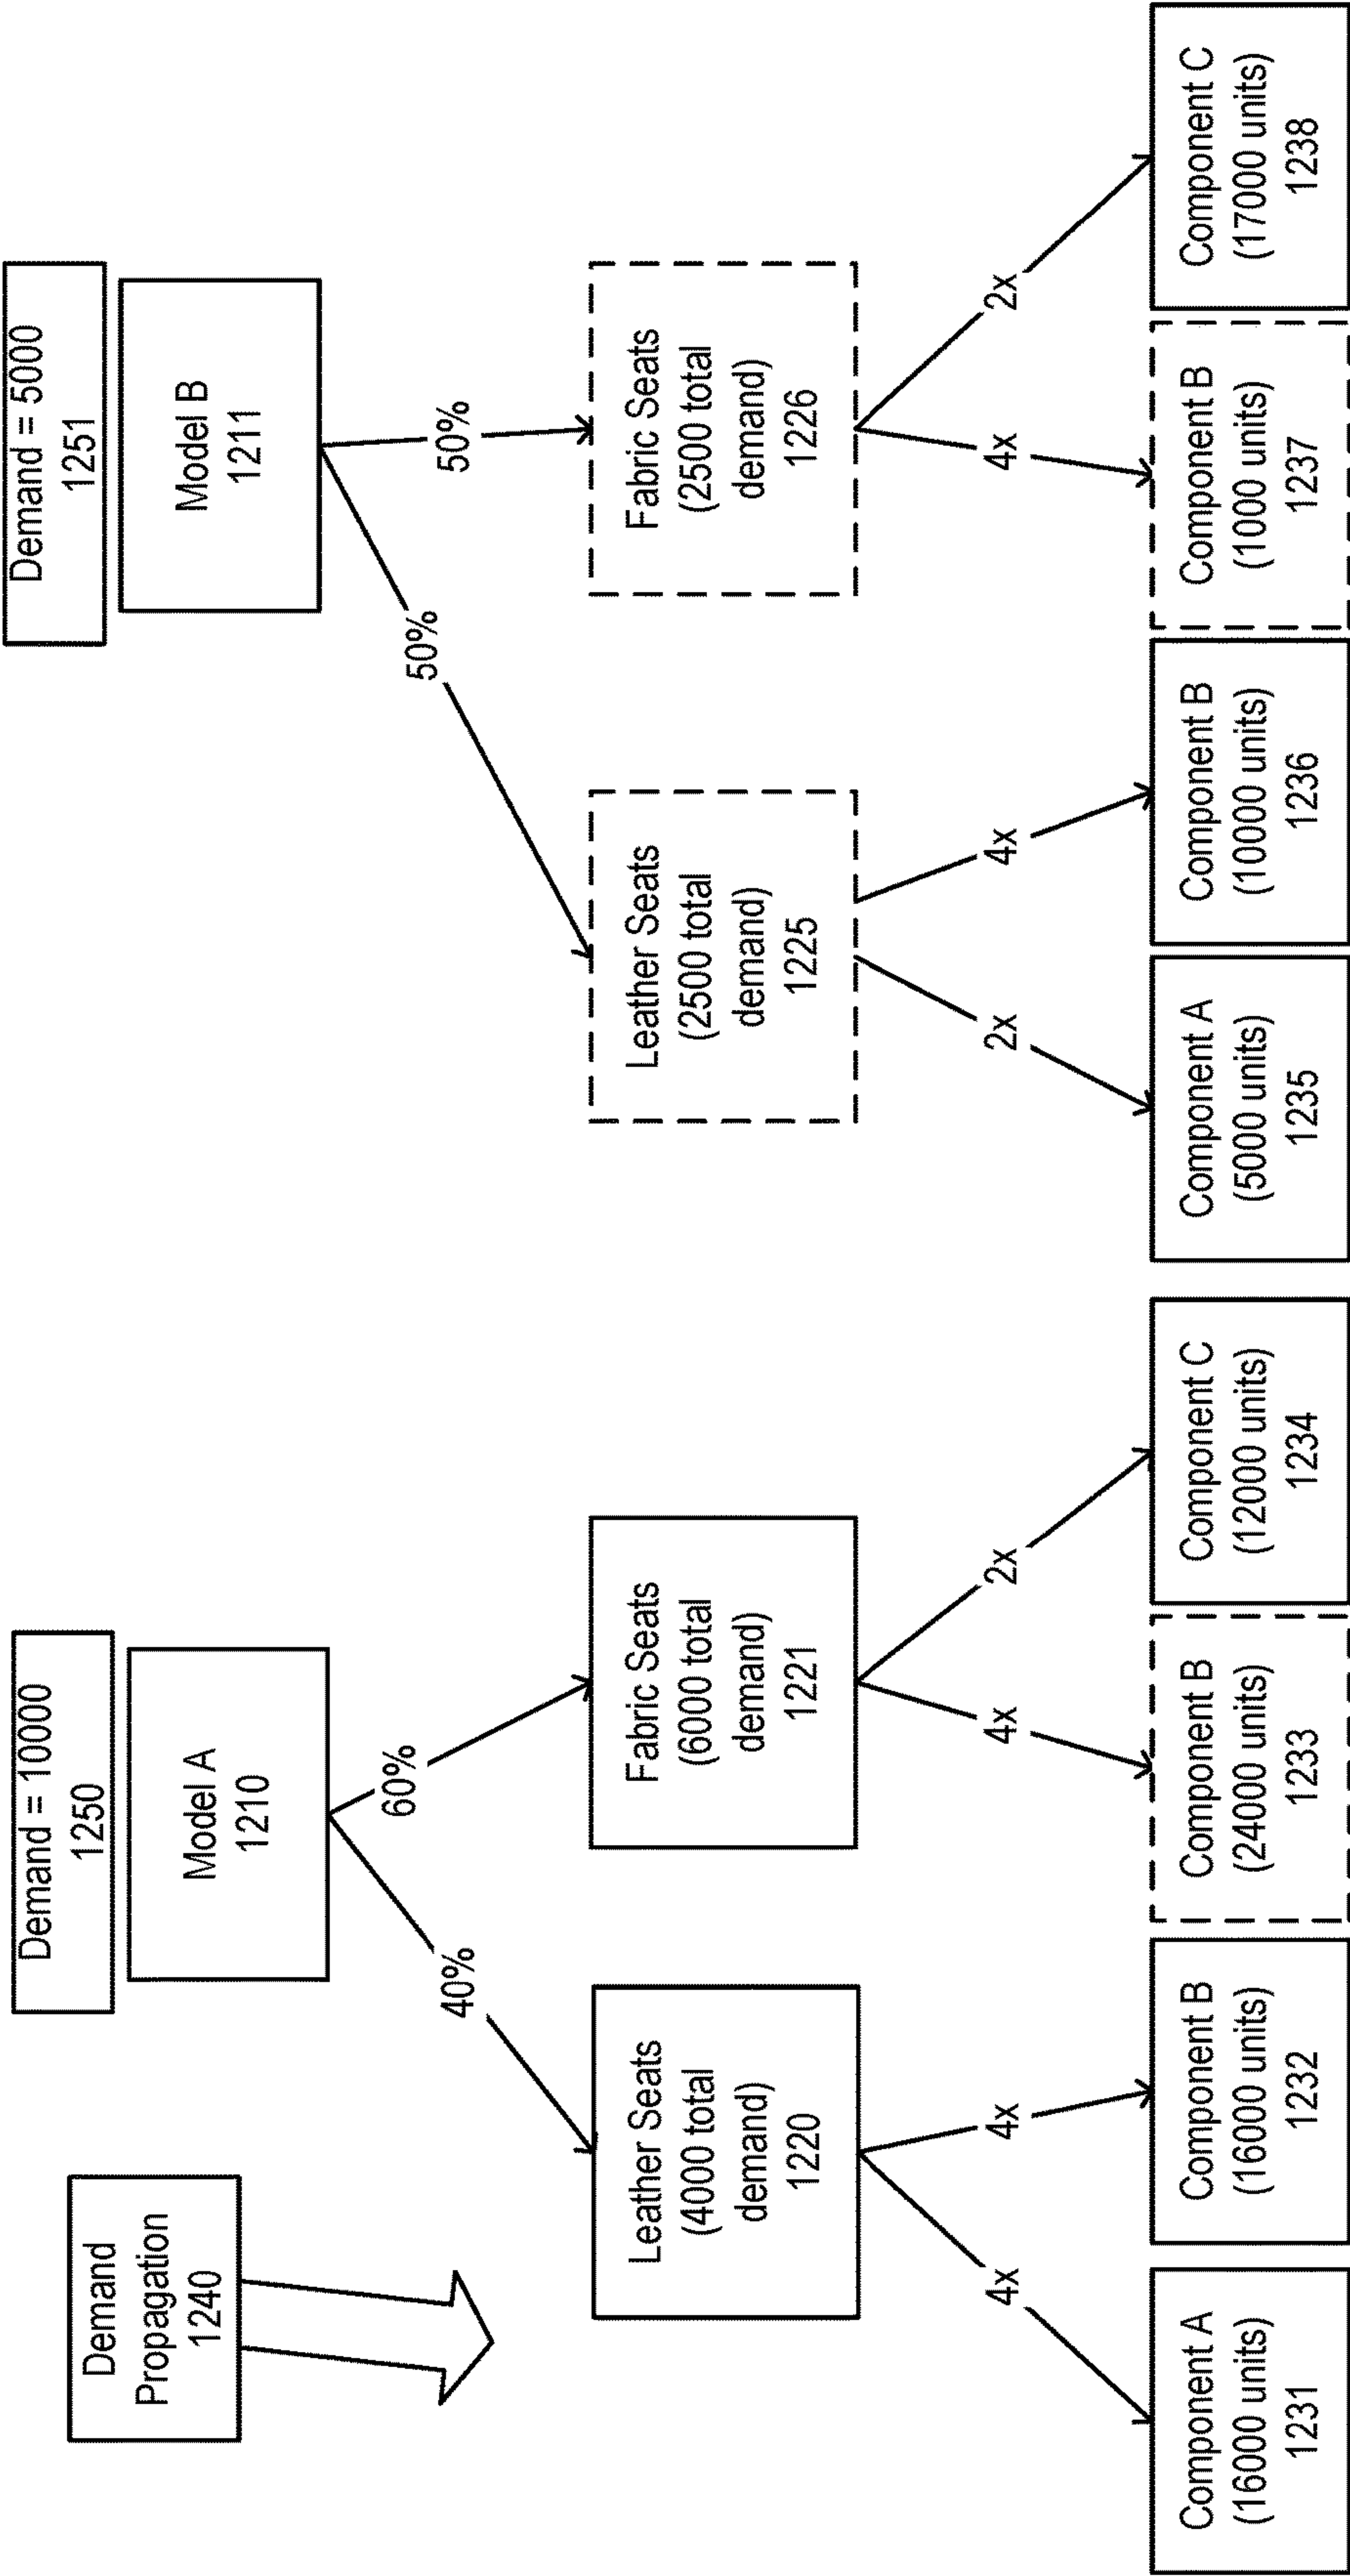 Demand
Propagation
1240
Demand = 10000
1250
Model A
1210
Demand = 5000
1251
Model B
1211
40%
60%
50%
50%
Leather Seats
(4000 total
demand)
1220
Fabric Seats
(6000 total
demand)
1221
Leather Seats
(2500 total
demand)
1225
Fabric Seats
(2500 total
demand)
1226
4x
4x
4x
2x
2x
4x
4x
2x
Component A
(16000 units)
1231
Component B
(16000 units)
1232
Component B
(24000 units)
1233
Component C
(12000 units)
1234
Component A
(5000 units)
1235
Component B
(10000 units)
1236
Component B
(1000 units)
1237
Component C
(17000 units)
1238